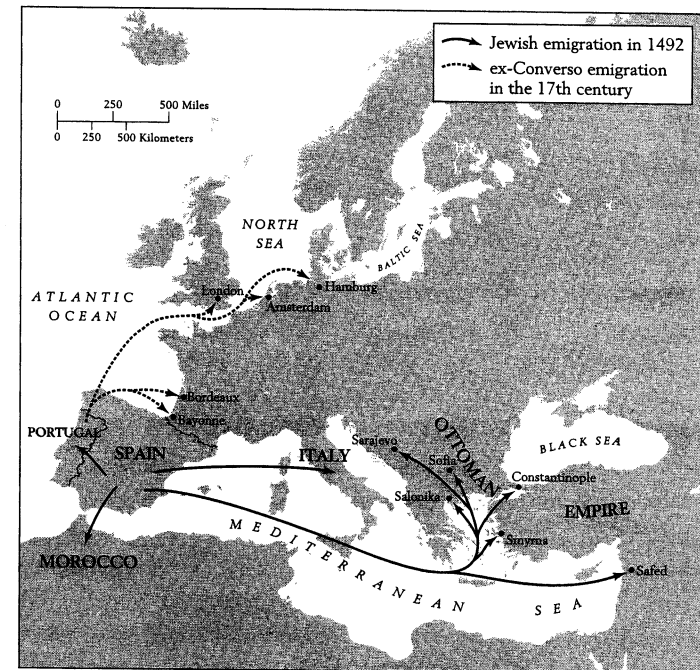 Jewish emigration in 1492
ex-Converso emigration
in the 17th century
0 250 500 Miles
0 250 500 Kilometers
NORTH
SEA
BALTIC SEA
ATLANTIC
OCEAN
London
Hamburg
Amsterdam
Bordeaux
Bayonne
PORTUGAL
SPAIN
ITALY
Sarajevo
OTTOMAN
Sofia
BLACK SEA
Constantinople
Salonika
EMPIRE
Smyrna
MOROCCO
MEDITERRANEAN SEA
Safed